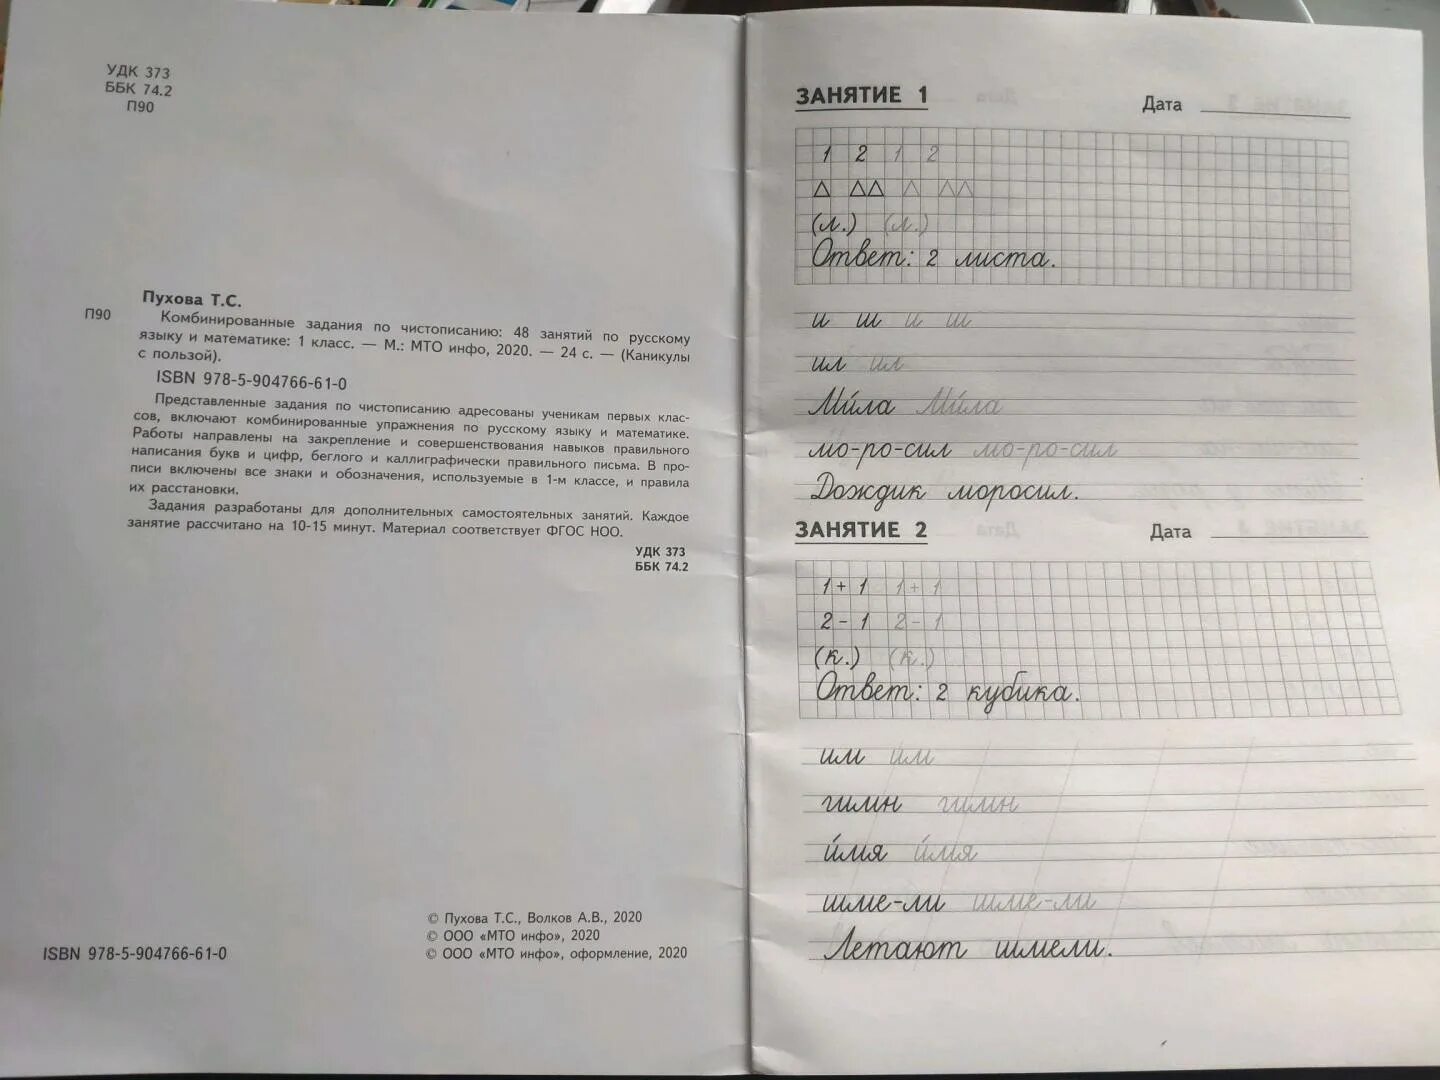 УДК 373
ББК 74.2
П90
Пухова Т.С.
П90
Комбинированные задания по чистописанию: 48 занятий по русскому
языку и математике: 1 класс. — М.: МТО инфо, 2020. — 24 с. — (Каникулы
с пользой).
ISBN 978-5-904766-61-0
Представленные задания по чистописанию адресованы ученикам первых клас-
сов, включают комбинированные упражнения по русскому языку и математике.
Работы направлены на закрепление и совершенствования навыков правильного
написания букв и цифр, беглого и каллиграфически правильного письма. В про-
писи включены все знаки и обозначения, используемые в 1-м классе, и правила
их расстановки.
Задания разработаны для дополнительных самостоятельных занятий. Каждое
занятие рассчитано на 10-15 минут. Материал соответствует ФГОС НОО.
УДК 373
ББК 74.2
© Пухова Т.С., Волков А.В., 2020
© ООО «МТО инфо», 2020
© ООО «МТО инфо», оформление, 2020
ISBN 978-5-904766-61-0
ЗАНЯТИЕ 1 Дата
1 2 1 2
(л.) (л.)
Ответ: 2 листа.
и ш и ш
ил ил
Ми́ла Ми́ла
мо-ро-сил мо-ро-сил
Дождик моросил.
ЗАНЯТИЕ 2 Дата
1 + 1 1 + 1
2 - 1 2 - 1
(к.) (к.)
Ответ: 2 кубика.
им им
гимн гимн
и́мя и́мя
шме-ли шме-ли
Летают шмели.